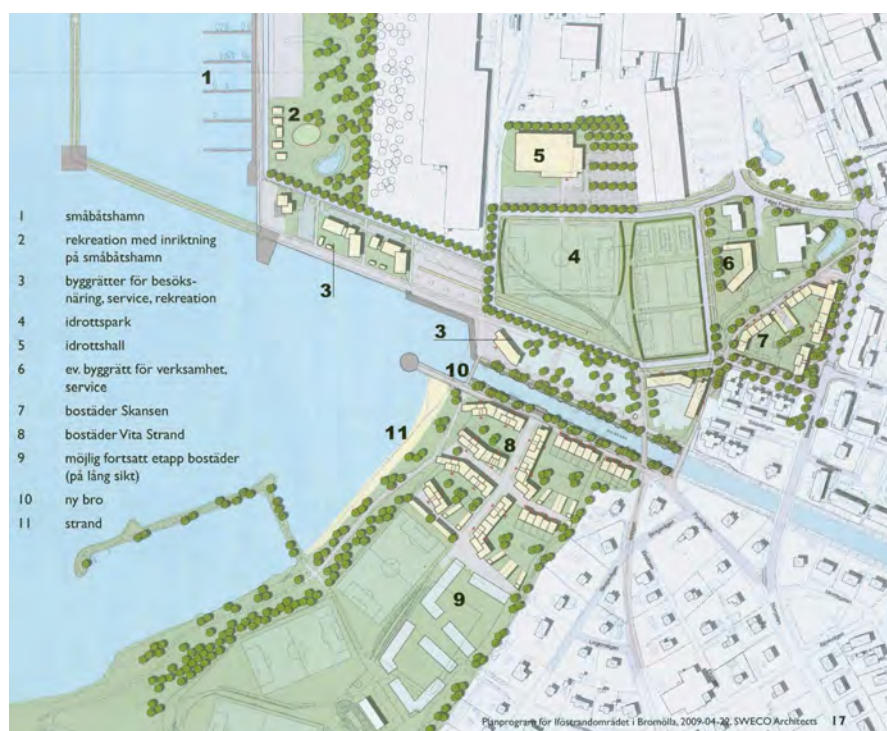 1
2
5
1 småbåtshamn
2 rekreation med inriktning
på småbåtshamn
3 byggrätter för besöks-
näring, service, rekreation
4 idrottspark
5 idrottshall
6 ev. byggrätt för verksamhet,
service
7 bostäder Skansen
8 bostäder Vita Strand
9 möjlig fortsatt etapp bostäder
(på lång sikt)
10 ny bro
11 strand
4
6
3
3
7
10
11
8
9
Planprogram för Iföstrandområdet i Bromölla, 2009-04-22, SWECO Architects 17